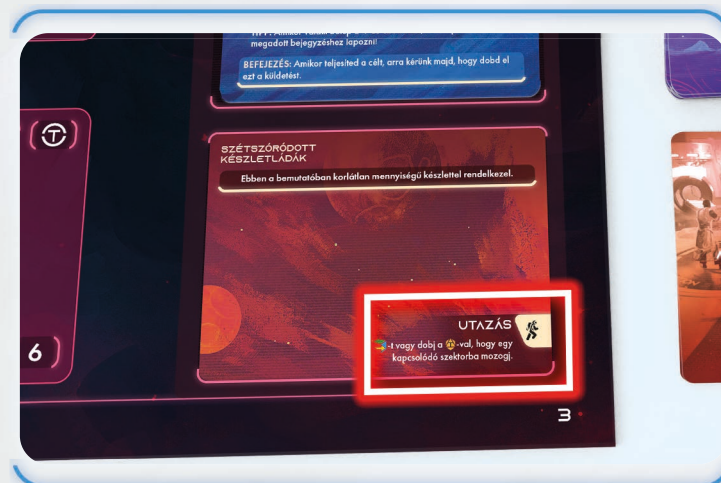 megadott bejegyzéshez lapozni!
BEFEJEZÉS: Amikor teljesíted a célt, arra kérünk majd, hogy dobd el
ezt a küldetést.
T
SZÉTSZÓRÓDOTT
KÉSZLETLÁDÁK
Ebben a bemutatóban korlátlan mennyiségű készlettel rendelkezel.
UTAZÁS
-t vagy dobj a -val, hogy egy
kapcsolódó szektorba mozogj.
6
3